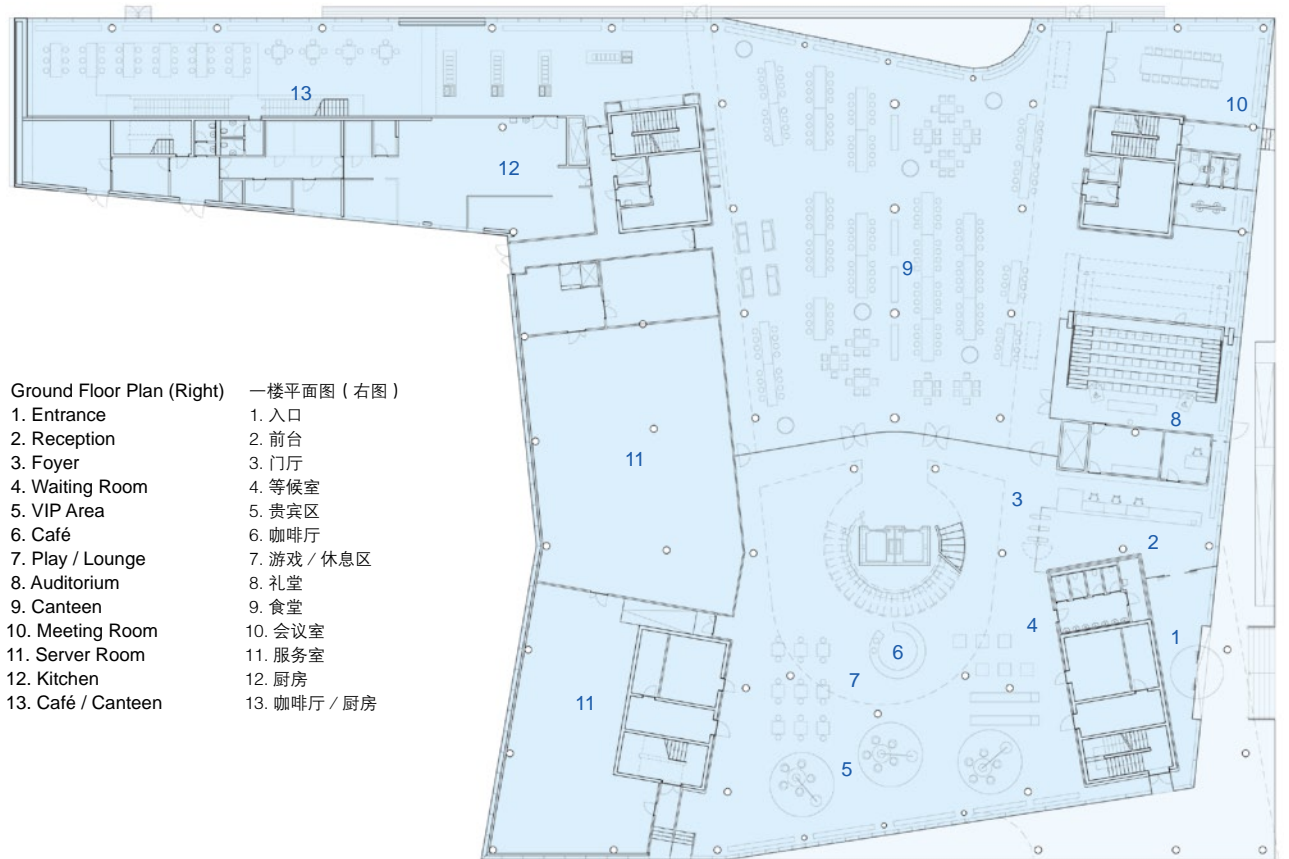 13
10
12
9
8
11
3
2
4
1
6
7
11
5
Ground Floor Plan (Right)
1. Entrance
2. Reception
3. Foyer
4. Waiting Room
5. VIP Area
6. Café
7. Play / Lounge
8. Auditorium
9. Canteen
10. Meeting Room
11. Server Room
12. Kitchen
13. Café / Canteen
一楼平面图（右图）
1. 入口
2. 前台
3. 门厅
4. 等候室
5. 贵宾区
6. 咖啡厅
7. 游戏 / 休息区
8. 礼堂
9. 食堂
10. 会议室
11. 服务室
12. 厨房
13. 咖啡厅 / 厨房